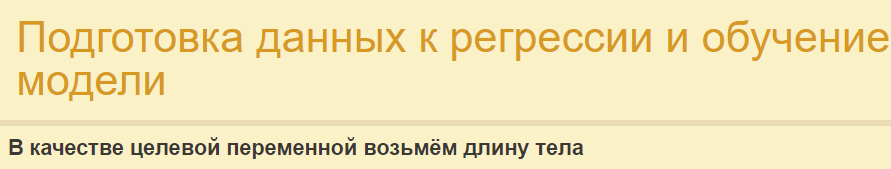 Подготовка данных к регрессии и обучение
модели
В качестве целевой переменной возьмём длину тела